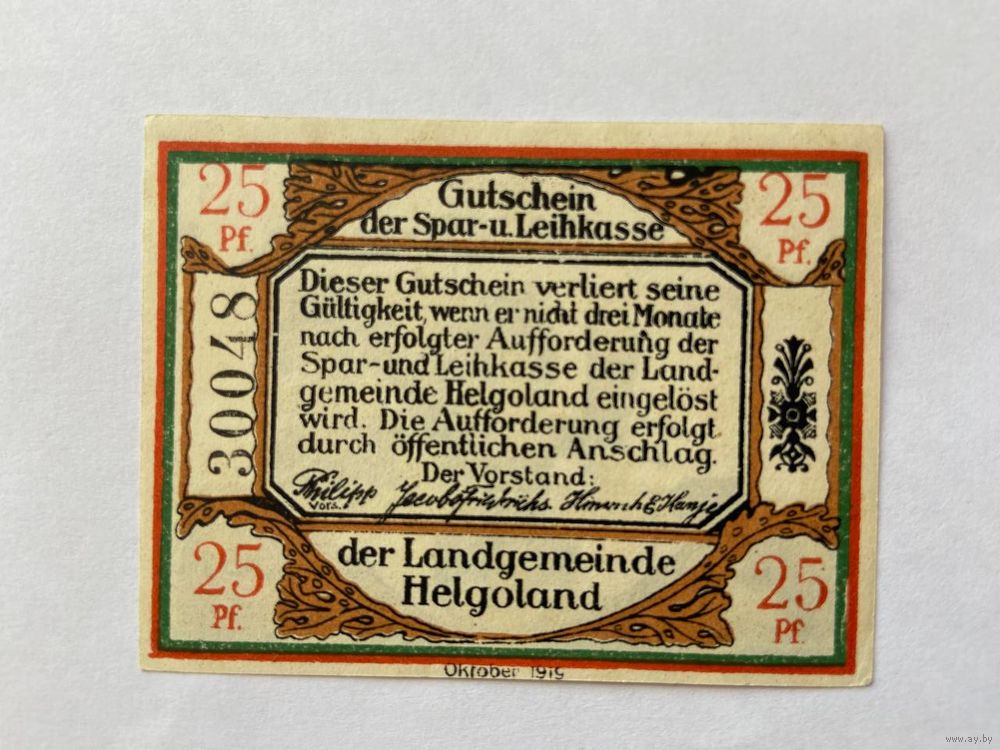 25 Pf.
Gutschein
der Spar-u. Leihkasse
25 Pf.
30048
Dieser Gutschein verliert seine
Gültigkeit, wenn er nicht drei Monate
nach erfolgter Aufforderung der
Spar-und Leihkasse der Land-
gemeinde Helgoland eingelöst
wird. Die Aufforderung erfolgt
durch öffentlichen Anschlag.
Der Vorstand:
Philipp
Vors.
25 Pf.
der Landgemeinde
Helgoland
25 Pf.
Oktober 1919
www.ay.by